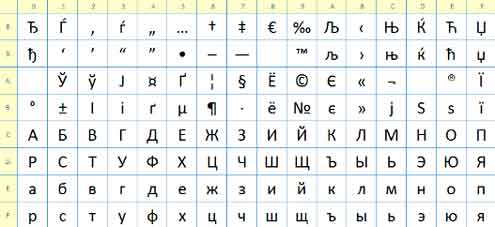 0 1 2 3 4 5 6 7 8 9 A B C D E F
8 Ђ Ѓ ‚ ѓ „ … † ‡ € ‰ Љ ‹ Њ Ќ Ћ Џ
9 ђ ‘ ’ “ ” • – — ™ љ › њ ќ ћ џ
A Ў ў Ј ¤ Ґ ¦ § Ё © Є « ¬ ® Ї
B ° ± І і ґ µ ¶ · ё № є » ј Ѕ ѕ ї
C А Б В Г Д Е Ж З И Й К Л М Н О П
D Р С Т У Ф Х Ц Ч Ш Щ Ъ Ы Ь Э Ю Я
E а б в г д е ж з и й к л м н о п
F р с т у ф х ц ч ш щ ъ ы ь э ю я